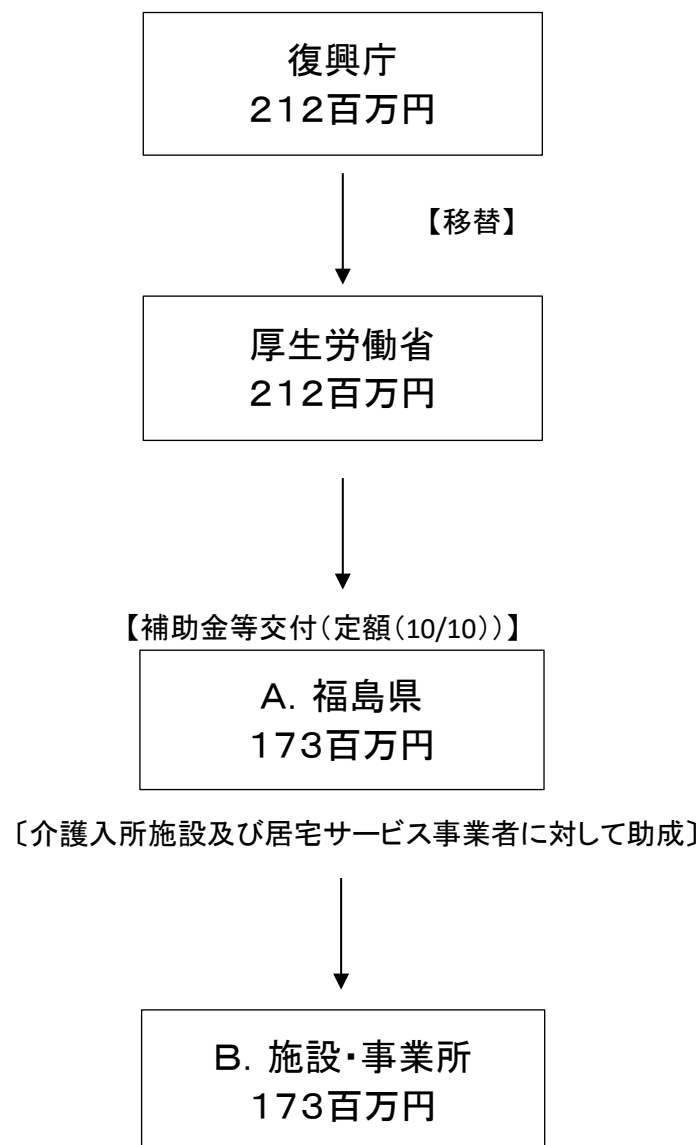 復興庁
２１２百万円
【移替】
厚生労働省
２１２百万円
【補助金等交付（定額（10/10））】
Ａ．福島県
１７３百万円
〔介護入所施設及び居宅サービス事業者に対して助成〕
Ｂ．施設・事業所
１７３百万円